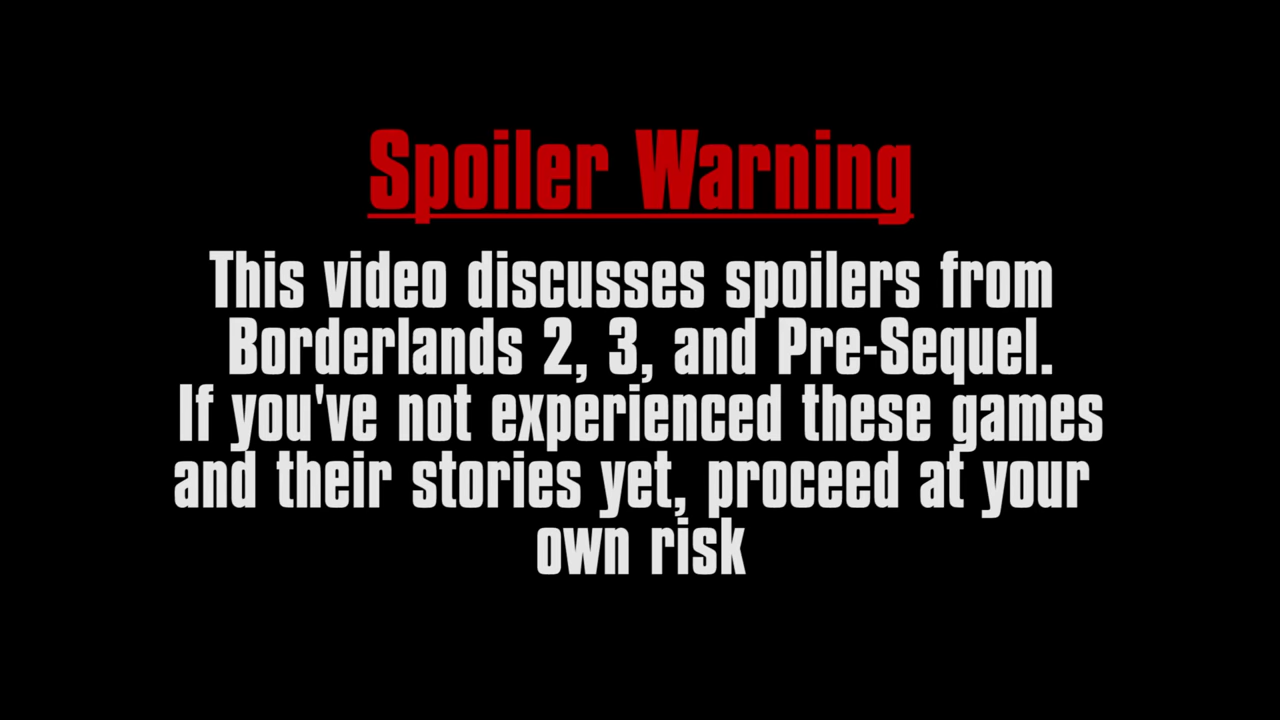 Spoiler Warning
This video discusses spoilers from
Borderlands 2, 3, and Pre-Sequel.
If you've not experienced these games
and their stories yet, proceed at your
own risk